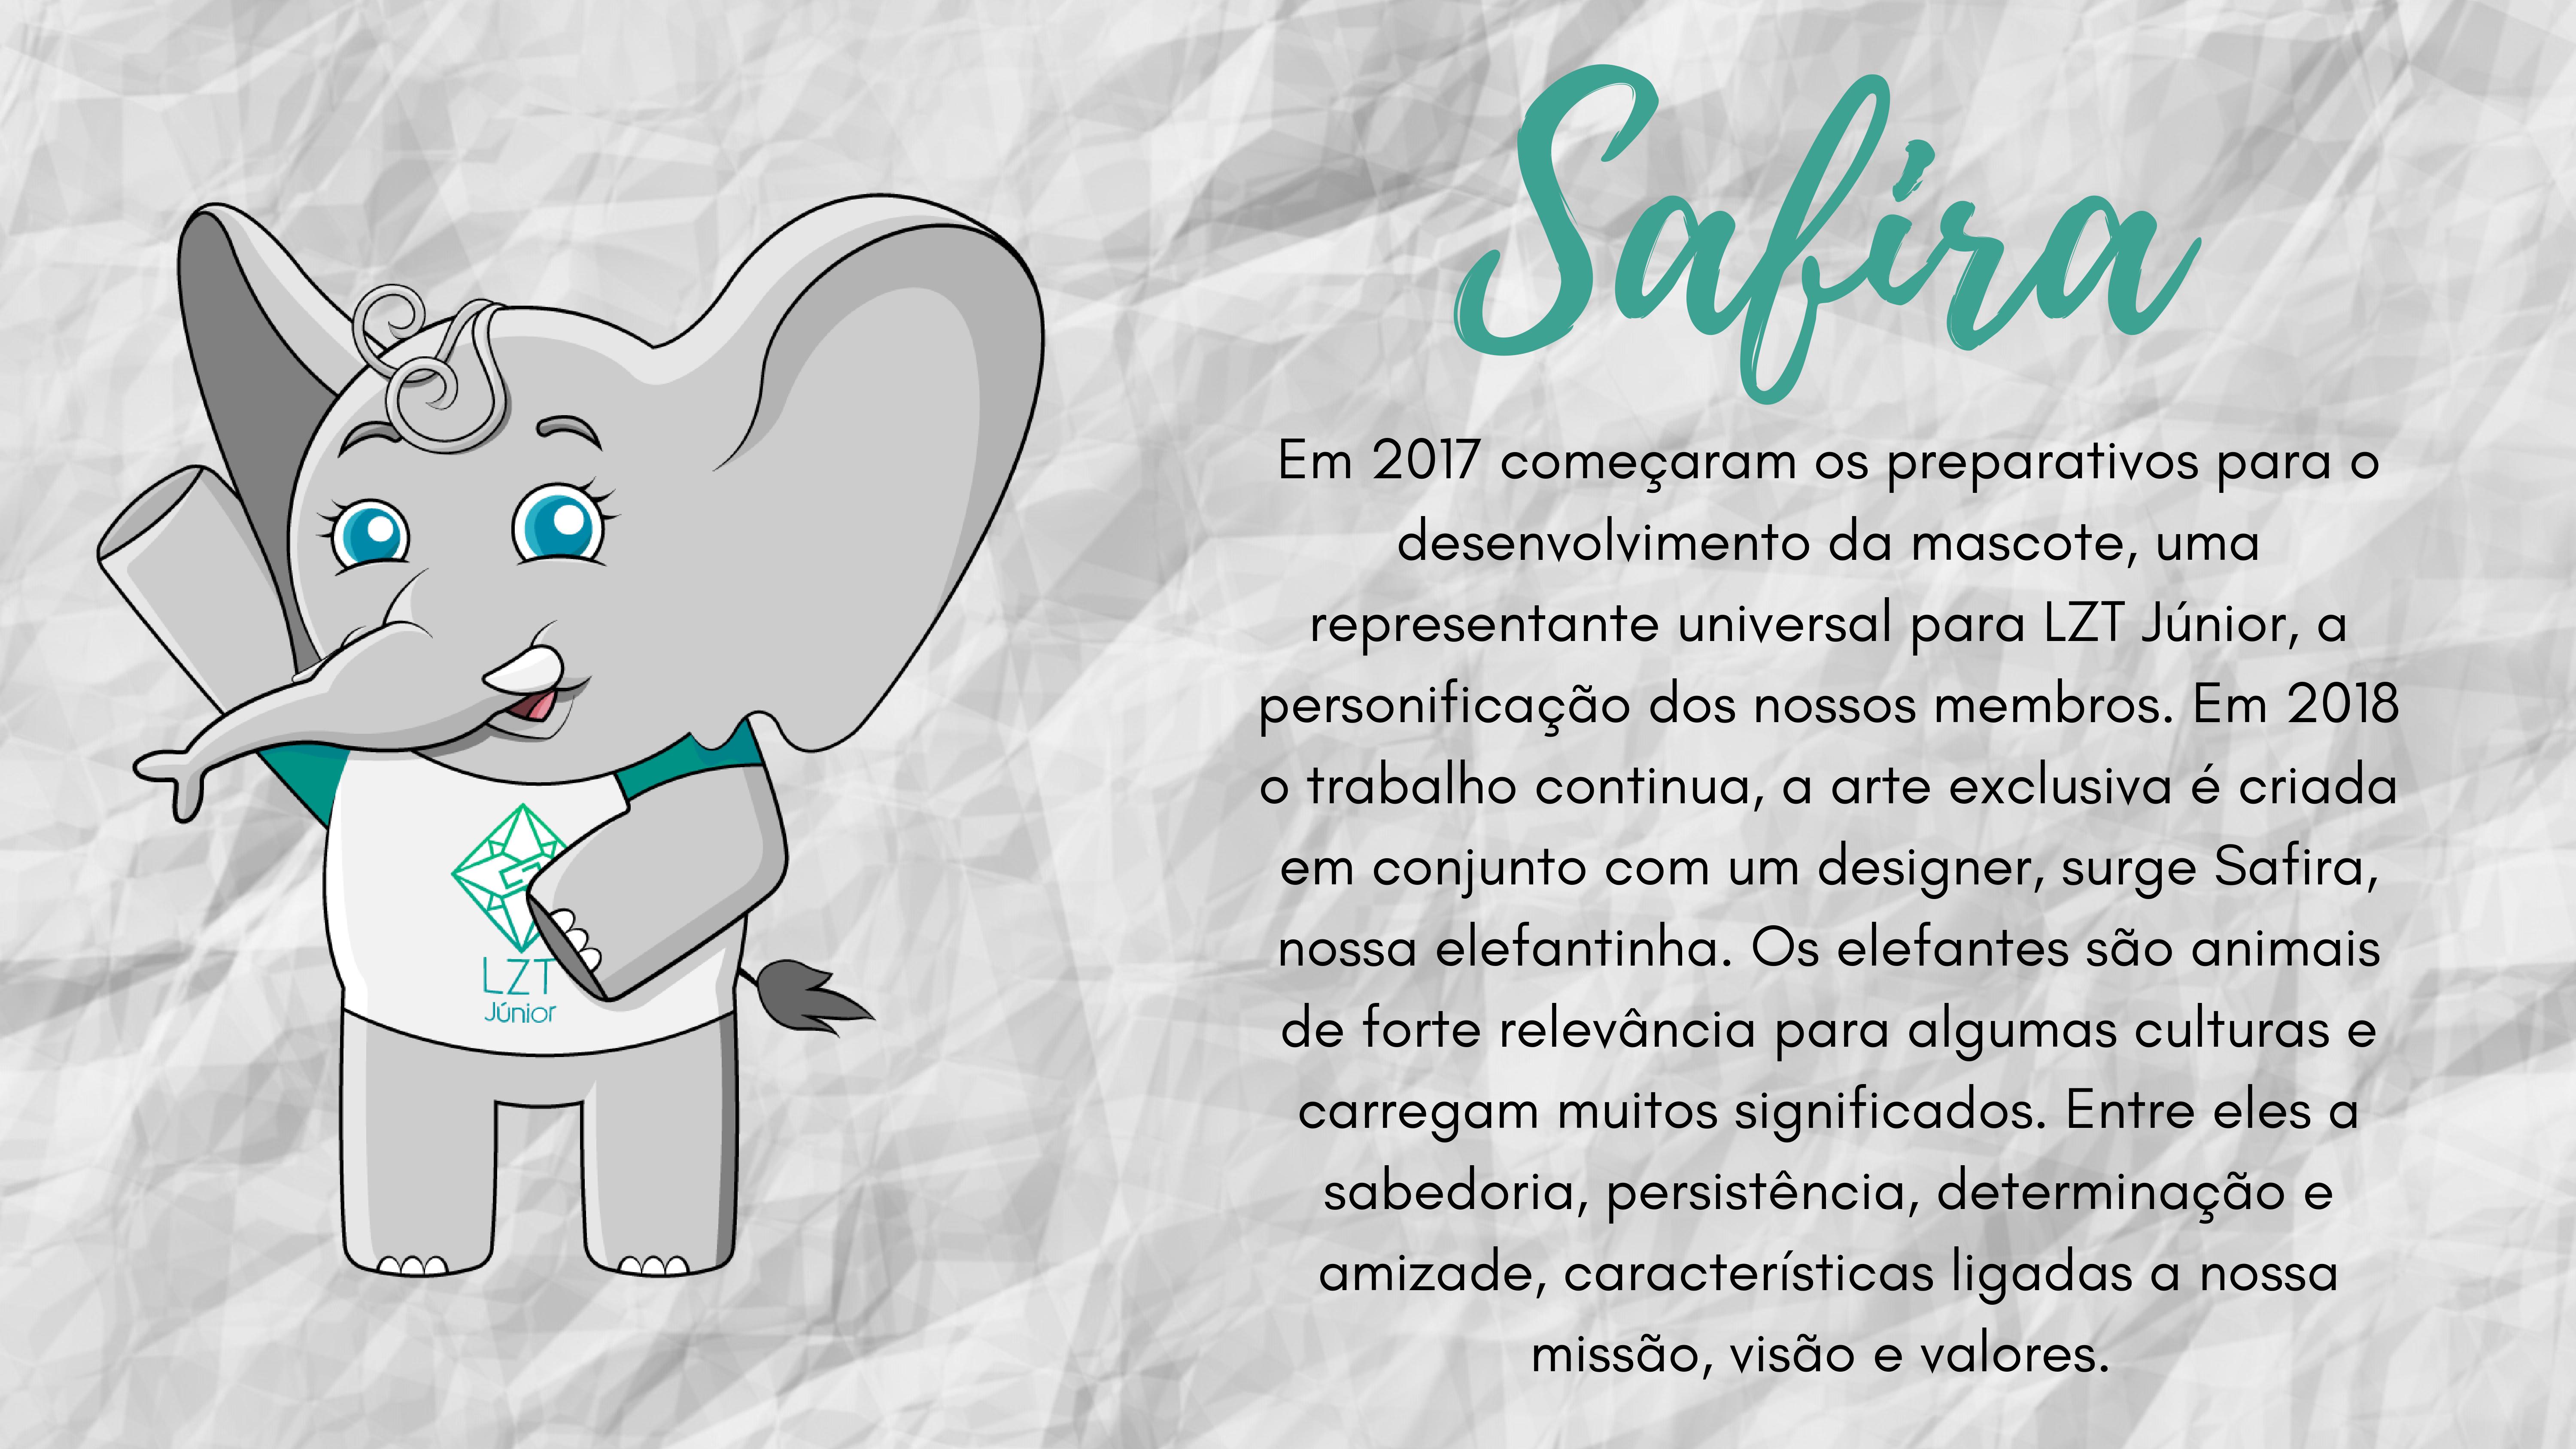 Safira
Em 2017 começaram os preparativos para o
desenvolvimento da mascote, uma
representante universal para LZT Júnior, a
personificação dos nossos membros. Em 2018
o trabalho continua, a arte exclusiva é criada
em conjunto com um designer, surge Safira,
nossa elefantinha. Os elefantes são animais
de forte relevância para algumas culturas e
carregam muitos significados. Entre eles a
sabedoria, persistência, determinação e
amizade, características ligadas a nossa
missão, visão e valores.
LZT
Júnior